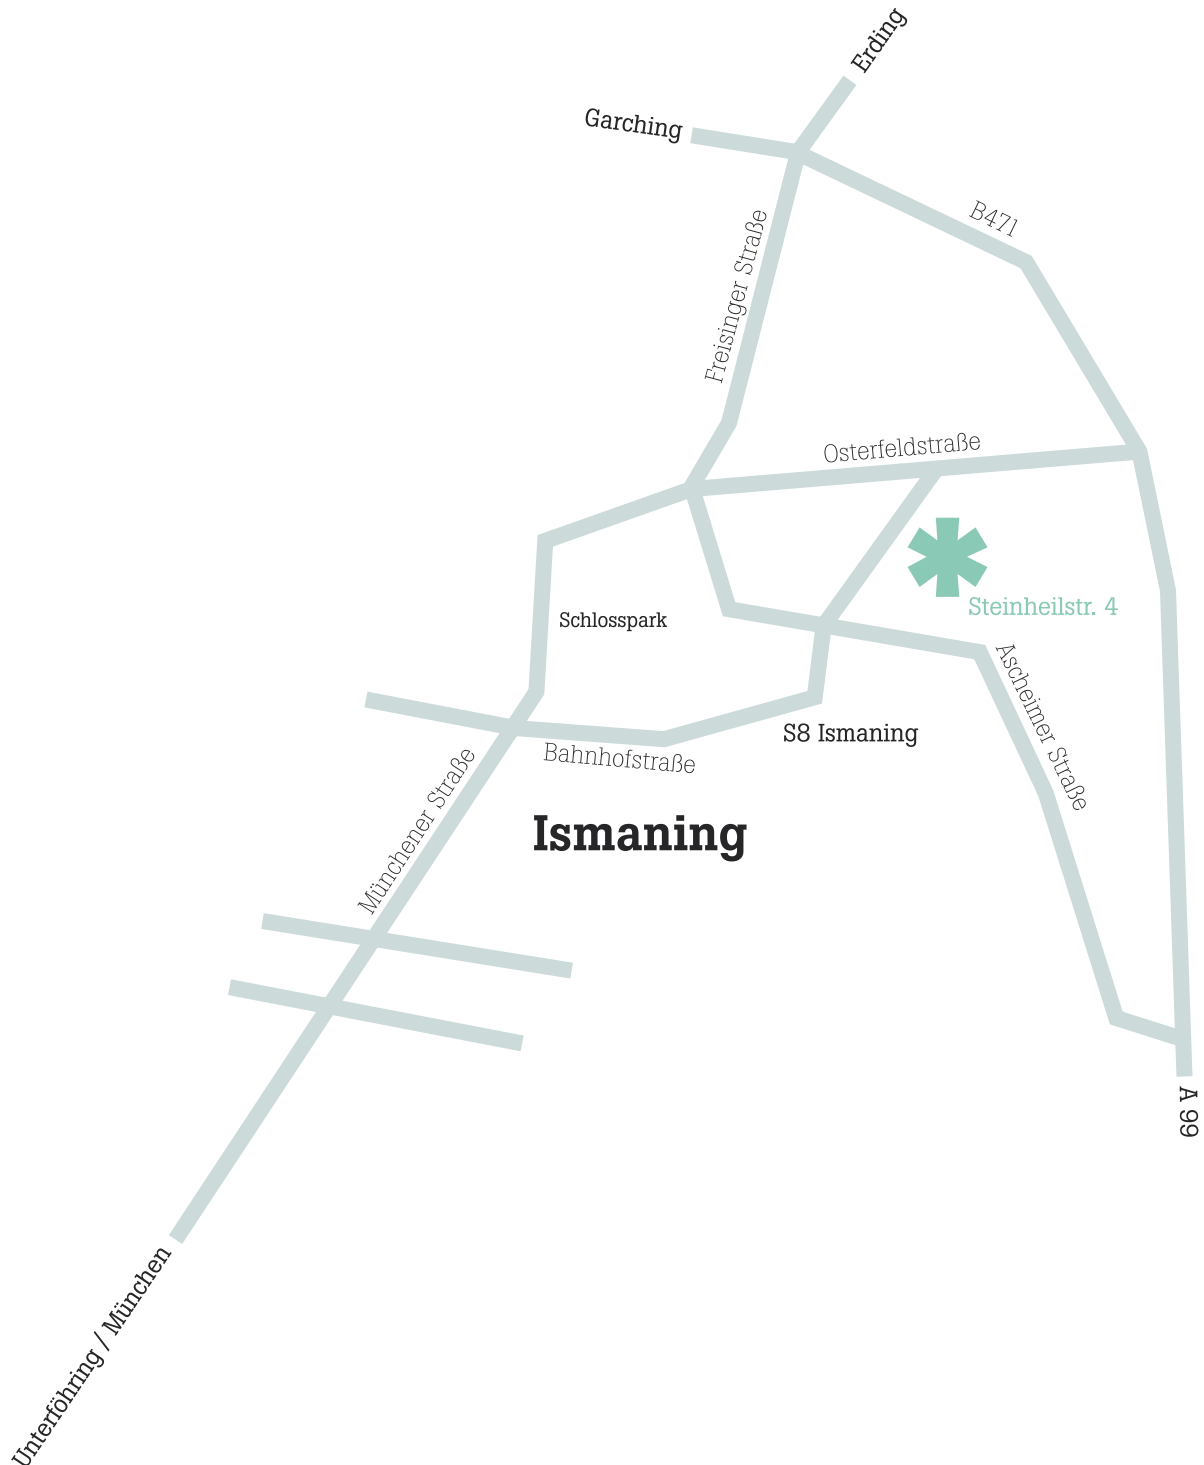 Erding
Garching
B471
Freisinger Straße
Osterfeldstraße
Steinheilstr. 4
Schlosspark
Ascheimer Straße
S8 Ismaning
Bahnhofstraße
Münchener Straße
Ismaning
A 99
Unterföhring / München